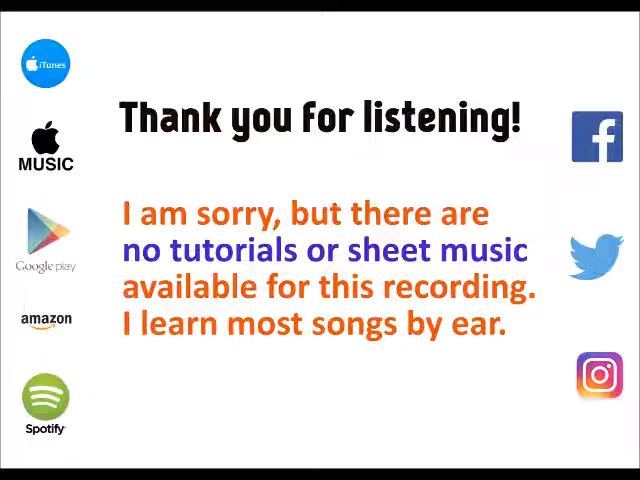 iTunes
MUSIC
Google play
amazon
Spotify
Thank you for listening!
I am sorry, but there are
no tutorials or sheet music
available for this recording.
I learn most songs by ear.